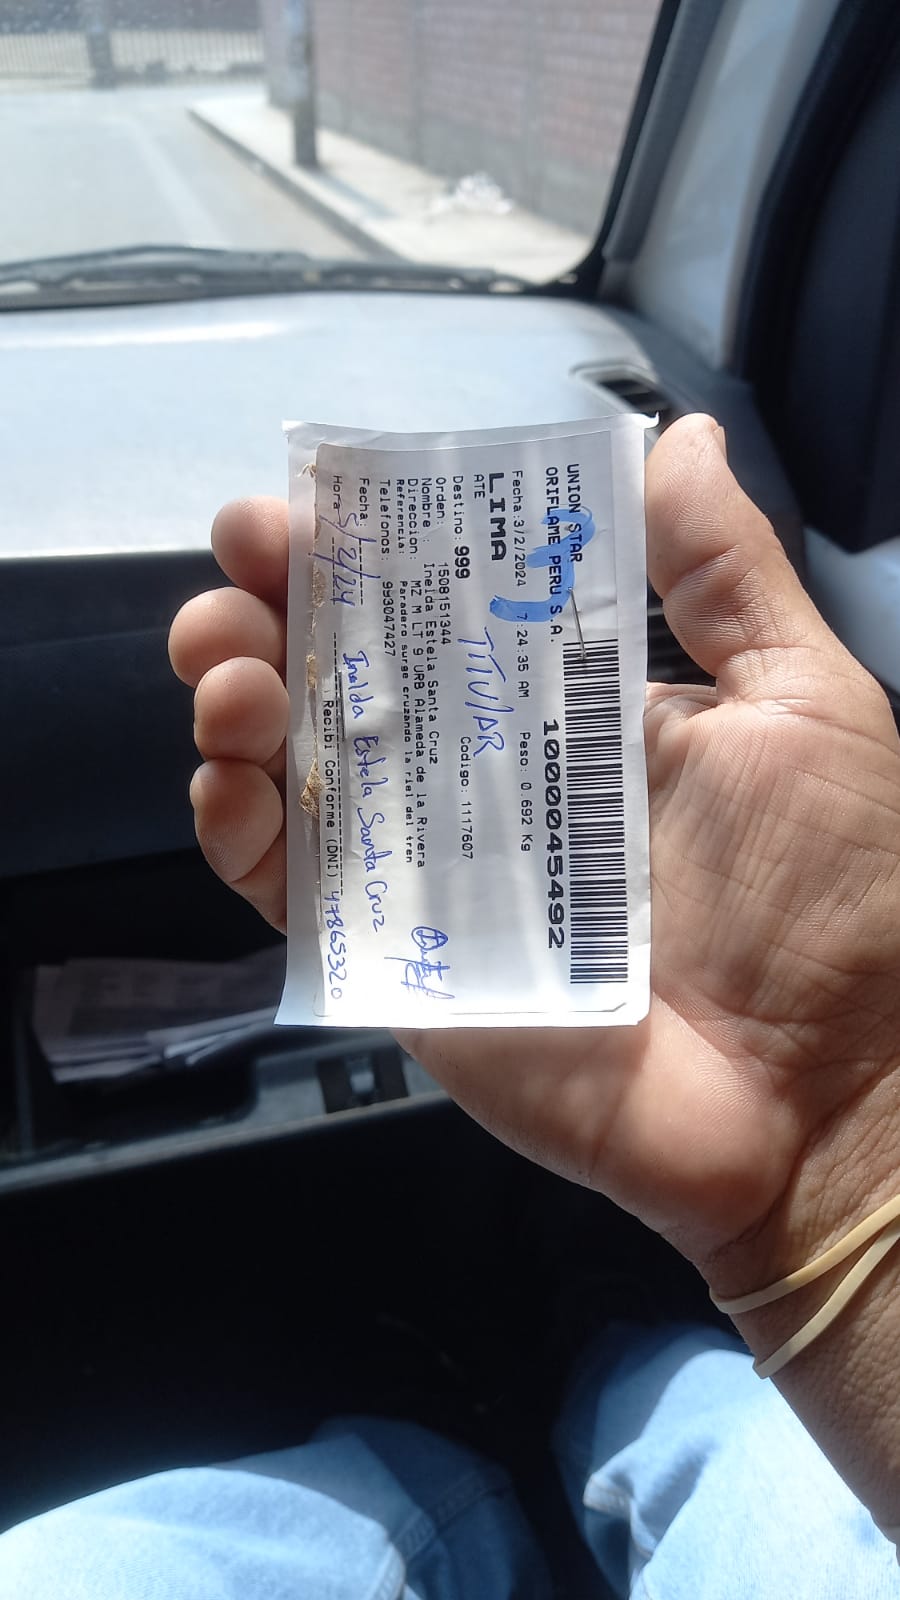 UNION STAR
ORIFLAME PERU S.A.
1000045492
Fecha:3/2/2024 7:24:35 AM Peso: 0.692 Kg
LIMA
ATE
TITULAR
Destino: 999 Codigo: 1117607
Orden: 1508151344
Nombre : Inelda Estela Santa Cruz
Direccion: MZ M LT 9 URB Alameda de la Rivera
Referencia: Paradero surge cruzando la riel del tren
Telefonos: 993047427
Fecha: 5/2/24 Inelda Estela Santa Cruz
Hora
Recibi Conforme (DNI) 47865320